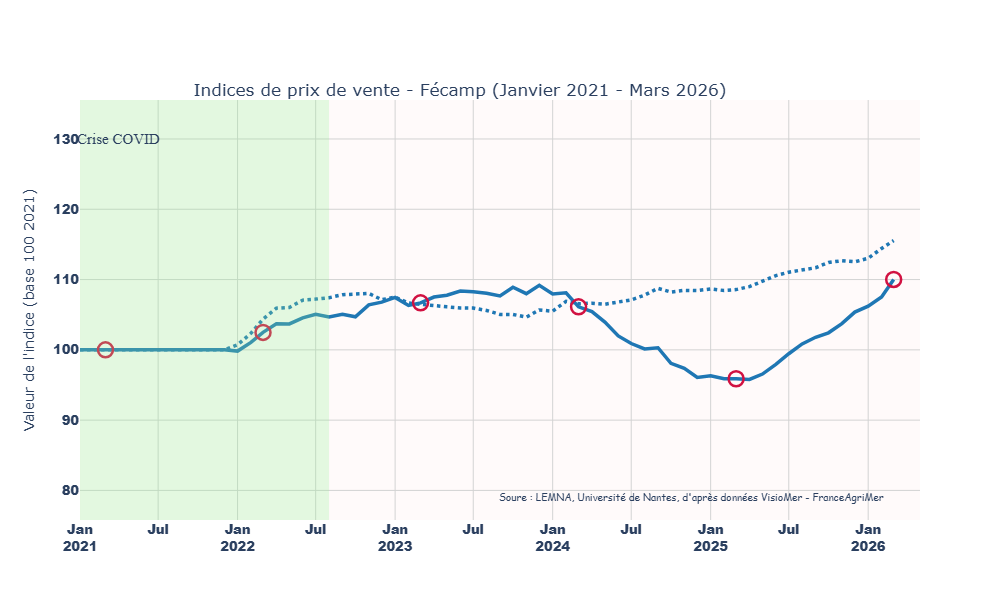 Indices de prix de vente - Fécamp (Janvier 2021 - Mars 2026)
Valeur de l'Indice (base 100 2021)
130
Crise COVID
120
110
100
90
80
Soure : LEMNA, Université de Nantes, d'après données VisioMer - FranceAgriMer
Jan Jul Jan Jul Jan Jul Jan Jul Jan Jul Jan
2021 2022 2023 2024 2025 2026